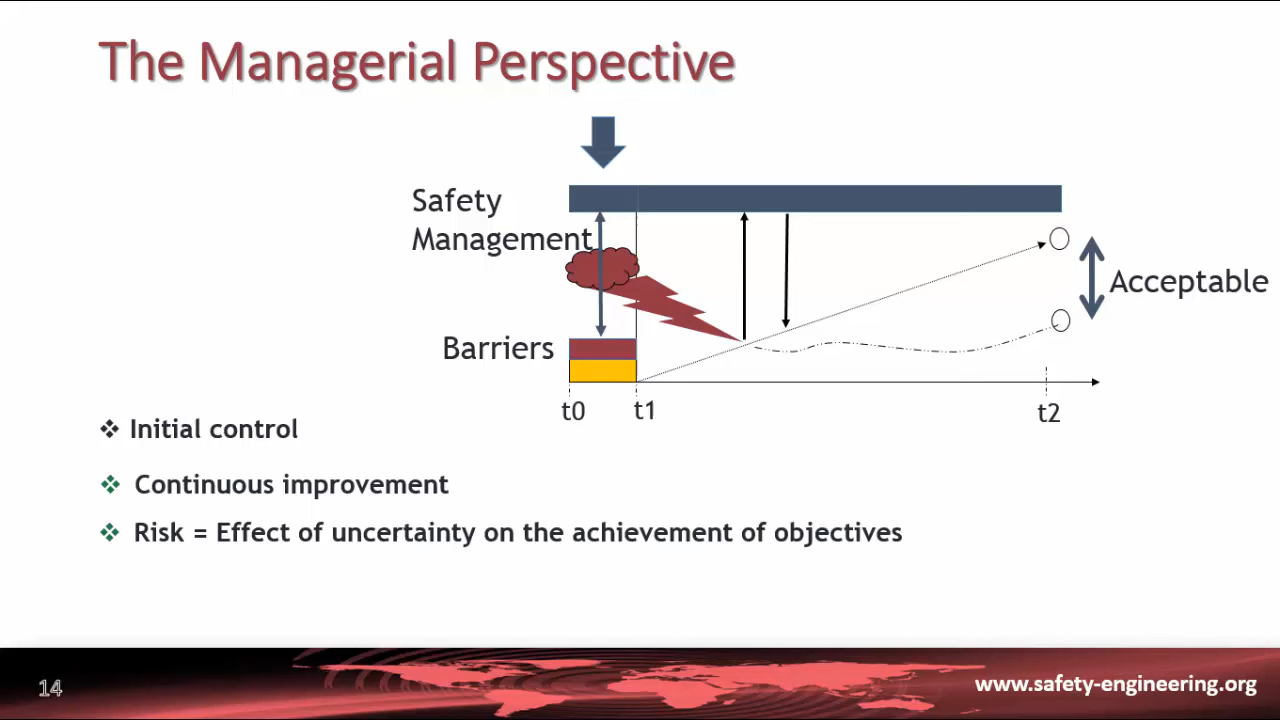 The Managerial Perspective
Safety
Management
Acceptable
Barriers
t0
t1
t2
❖ Initial control
❖ Continuous improvement
❖ Risk = Effect of uncertainty on the achievement of objectives
14
www.safety-engineering.org